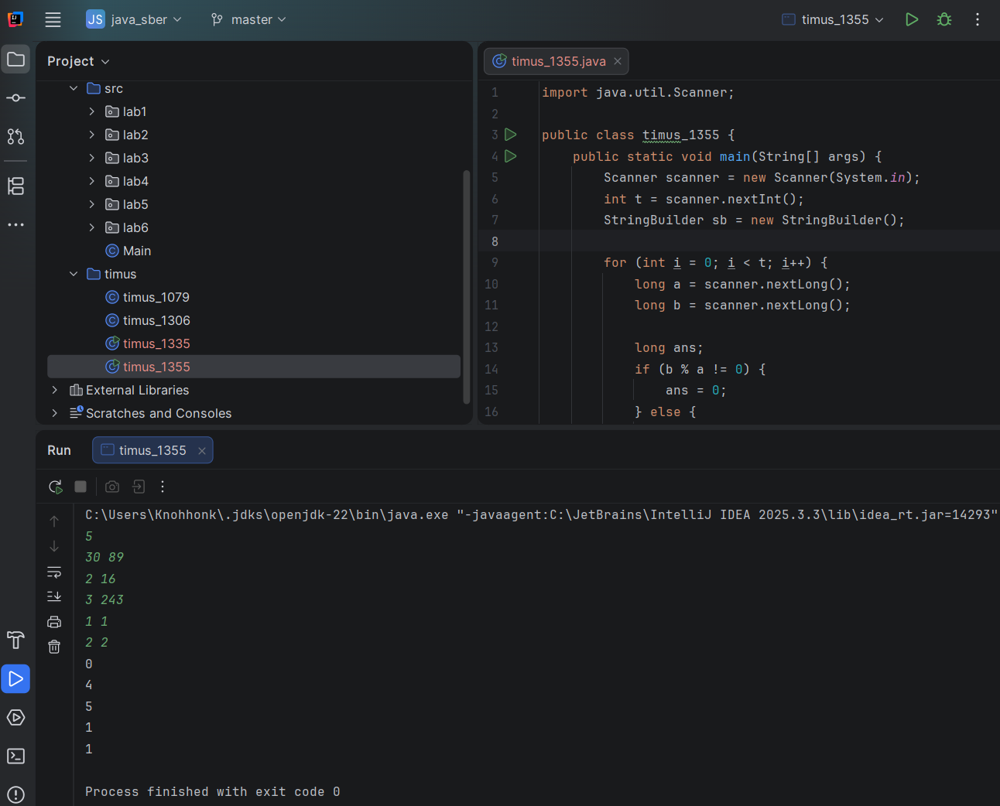 JS java_sber master timus_1355
Project
src
lab1
lab2
lab3
lab4
lab5
lab6
Main
timus
timus_1079
timus_1306
timus_1335
timus_1355
External Libraries
Scratches and Consoles
timus_1355.java
1 import java.util.Scanner;
2
3 public class timus_1355 {
4 public static void main(String[] args) {
5 Scanner scanner = new Scanner(System.in);
6 int t = scanner.nextInt();
7 StringBuilder sb = new StringBuilder();
8
9 for (int i = 0; i < t; i++) {
10 long a = scanner.nextLong();
11 long b = scanner.nextLong();
12
13 long ans;
14 if (b % a != 0) {
15 ans = 0;
16 } else {
Run timus_1355
C:\Users\Knohhonk\.jdks\openjdk-22\bin\java.exe "-javaagent:C:\JetBrains\IntelliJ IDEA 2025.3.3\lib\idea_rt.jar=14293"
5
30 89
2 16
3 243
1 1
2 2
0
4
5
1
1
Process finished with exit code 0